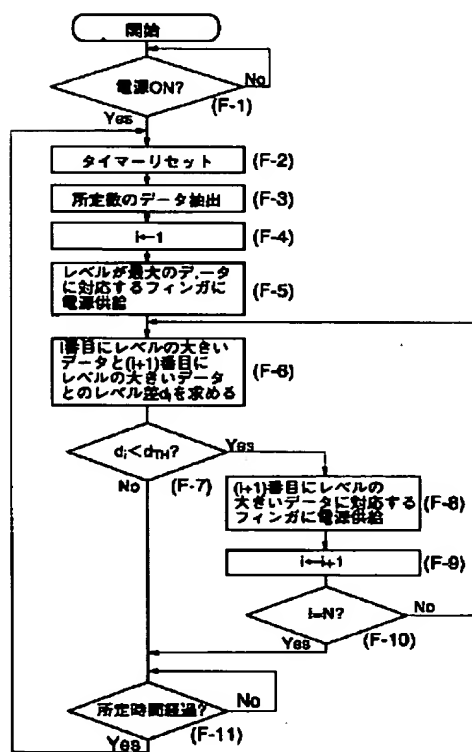 開始
電源ON?
No
(F-1)
Yes
タイマーリセット
(F-2)
所定数のデータ抽出
(F-3)
i←1
(F-4)
レベルが最大のデータ
に対応するフィンガに
電源供給
(F-5)
i番目にレベルの大きい
データと(i+1)番目に
レベルの大きいデータ
とのレベル差diを求める
(F-6)
di<dTH?
Yes
(F-7)
No
(i+1)番目にレベルの
大きいデータに対応する
フィンガに電源供給
(F-8)
i←i+1
(F-9)
i=N?
No
Yes
(F-10)
所定時間経過?
No
(F-11)
Yes